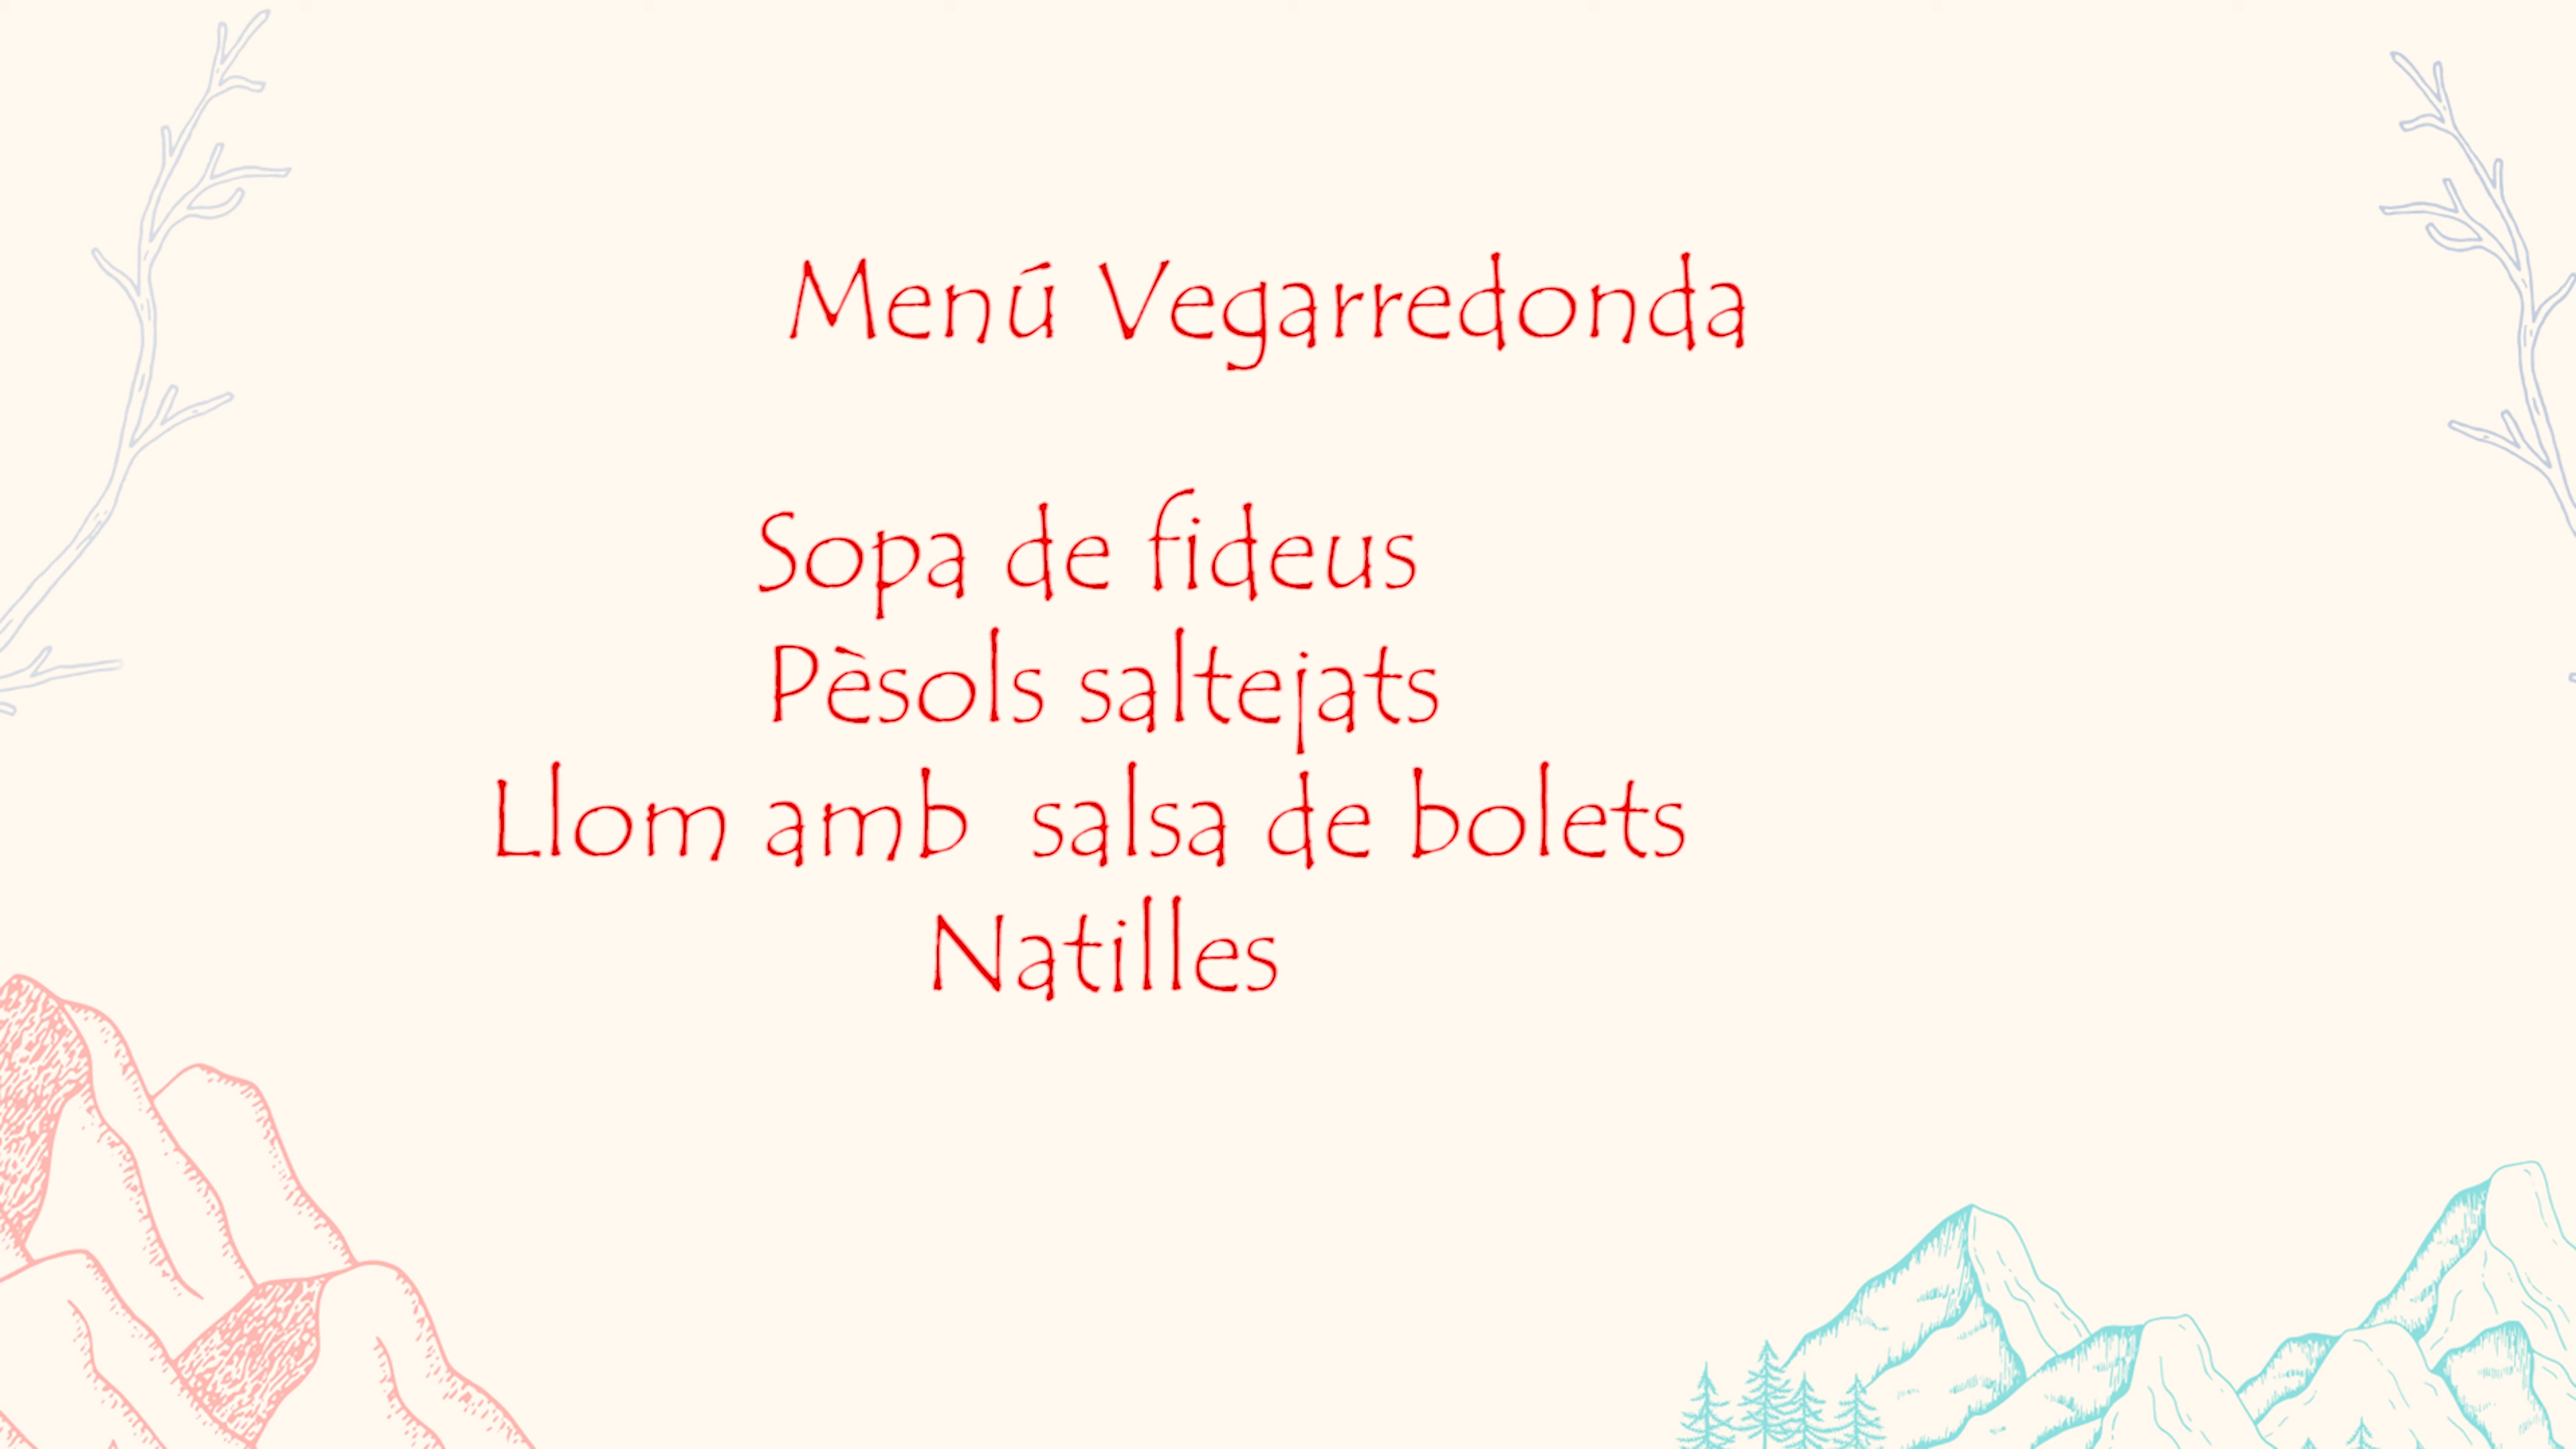 Menú Vegarredonda
Sopa de fideus
Pèsols saltejats
Llom amb  salsa de bolets
Natilles